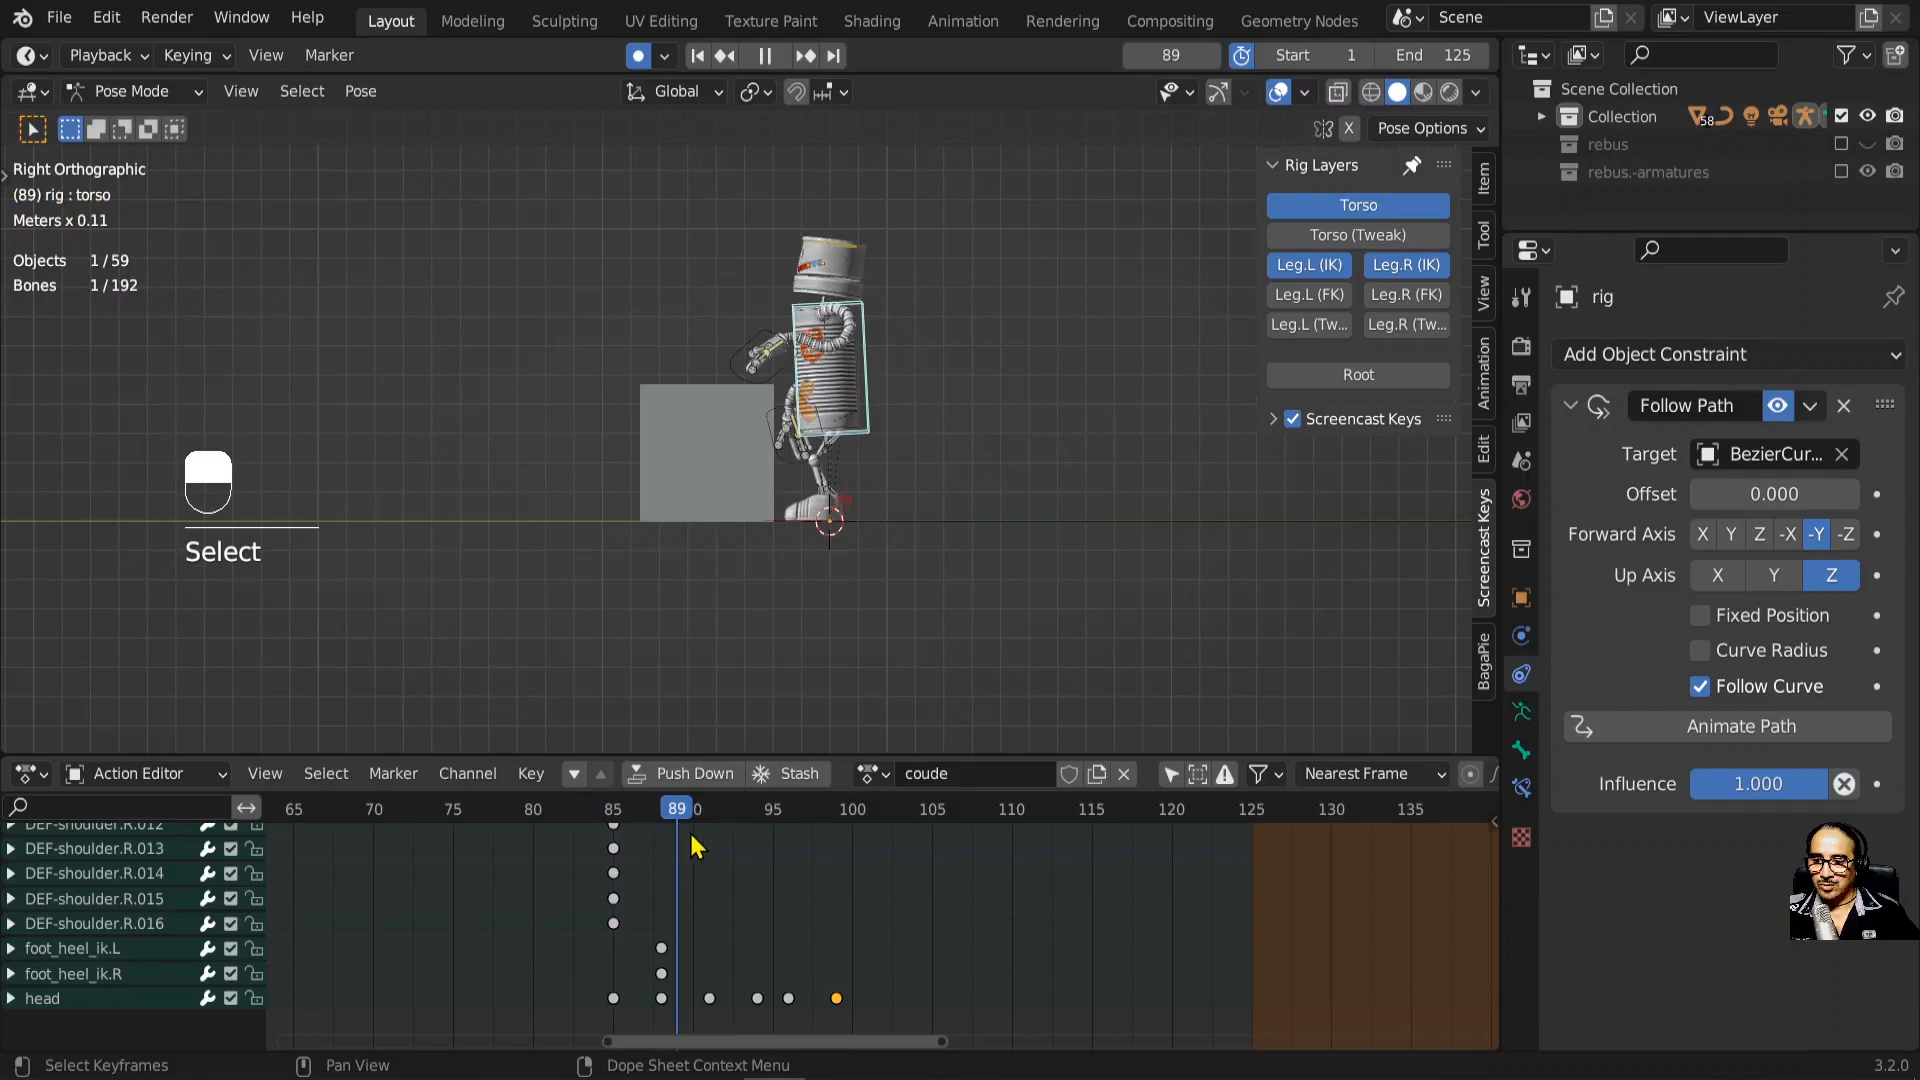 File Edit Render Window Help Layout Modeling Sculpting UV Editing Texture Paint Shading Animation Rendering Compositing Geometry Nodes Scene ViewLayer
Playback Keying View Marker 89 Start 1 End 125
Pose Mode View Select Pose Global
X Pose Options
Right Orthographic
(89) rig : torso
Meters x 0.11
Objects 1 / 59
Bones 1 / 192
Select
Rig Layers
Torso
Torso (Tweak)
Leg.L (IK) Leg.R (IK)
Leg.L (FK) Leg.R (FK)
Leg.L (Tw... Leg.R (Tw...
Root
Screencast Keys
Item
Tool
View
Animation
Edit
Screencast Keys
BagaPie
Scene Collection
Collection 58
rebus
rebus.-armatures
rig
Add Object Constraint
Follow Path
Target BezierCur...
Offset 0.000
Forward Axis X Y Z -X -Y -Z
Up Axis X Y Z
Fixed Position
Curve Radius
Follow Curve
Animate Path
Influence 1.000
Action Editor View Select Marker Channel Key Push Down Stash coude Nearest Frame
65 70 75 80 85 89 0 95 100 105 110 115 120 125 130 135
DEF-shoulder.R.012
DEF-shoulder.R.013
DEF-shoulder.R.014
DEF-shoulder.R.015
DEF-shoulder.R.016
foot_heel_ik.L
foot_heel_ik.R
head
Select Keyframes Pan View Dope Sheet Context Menu 3.2.0